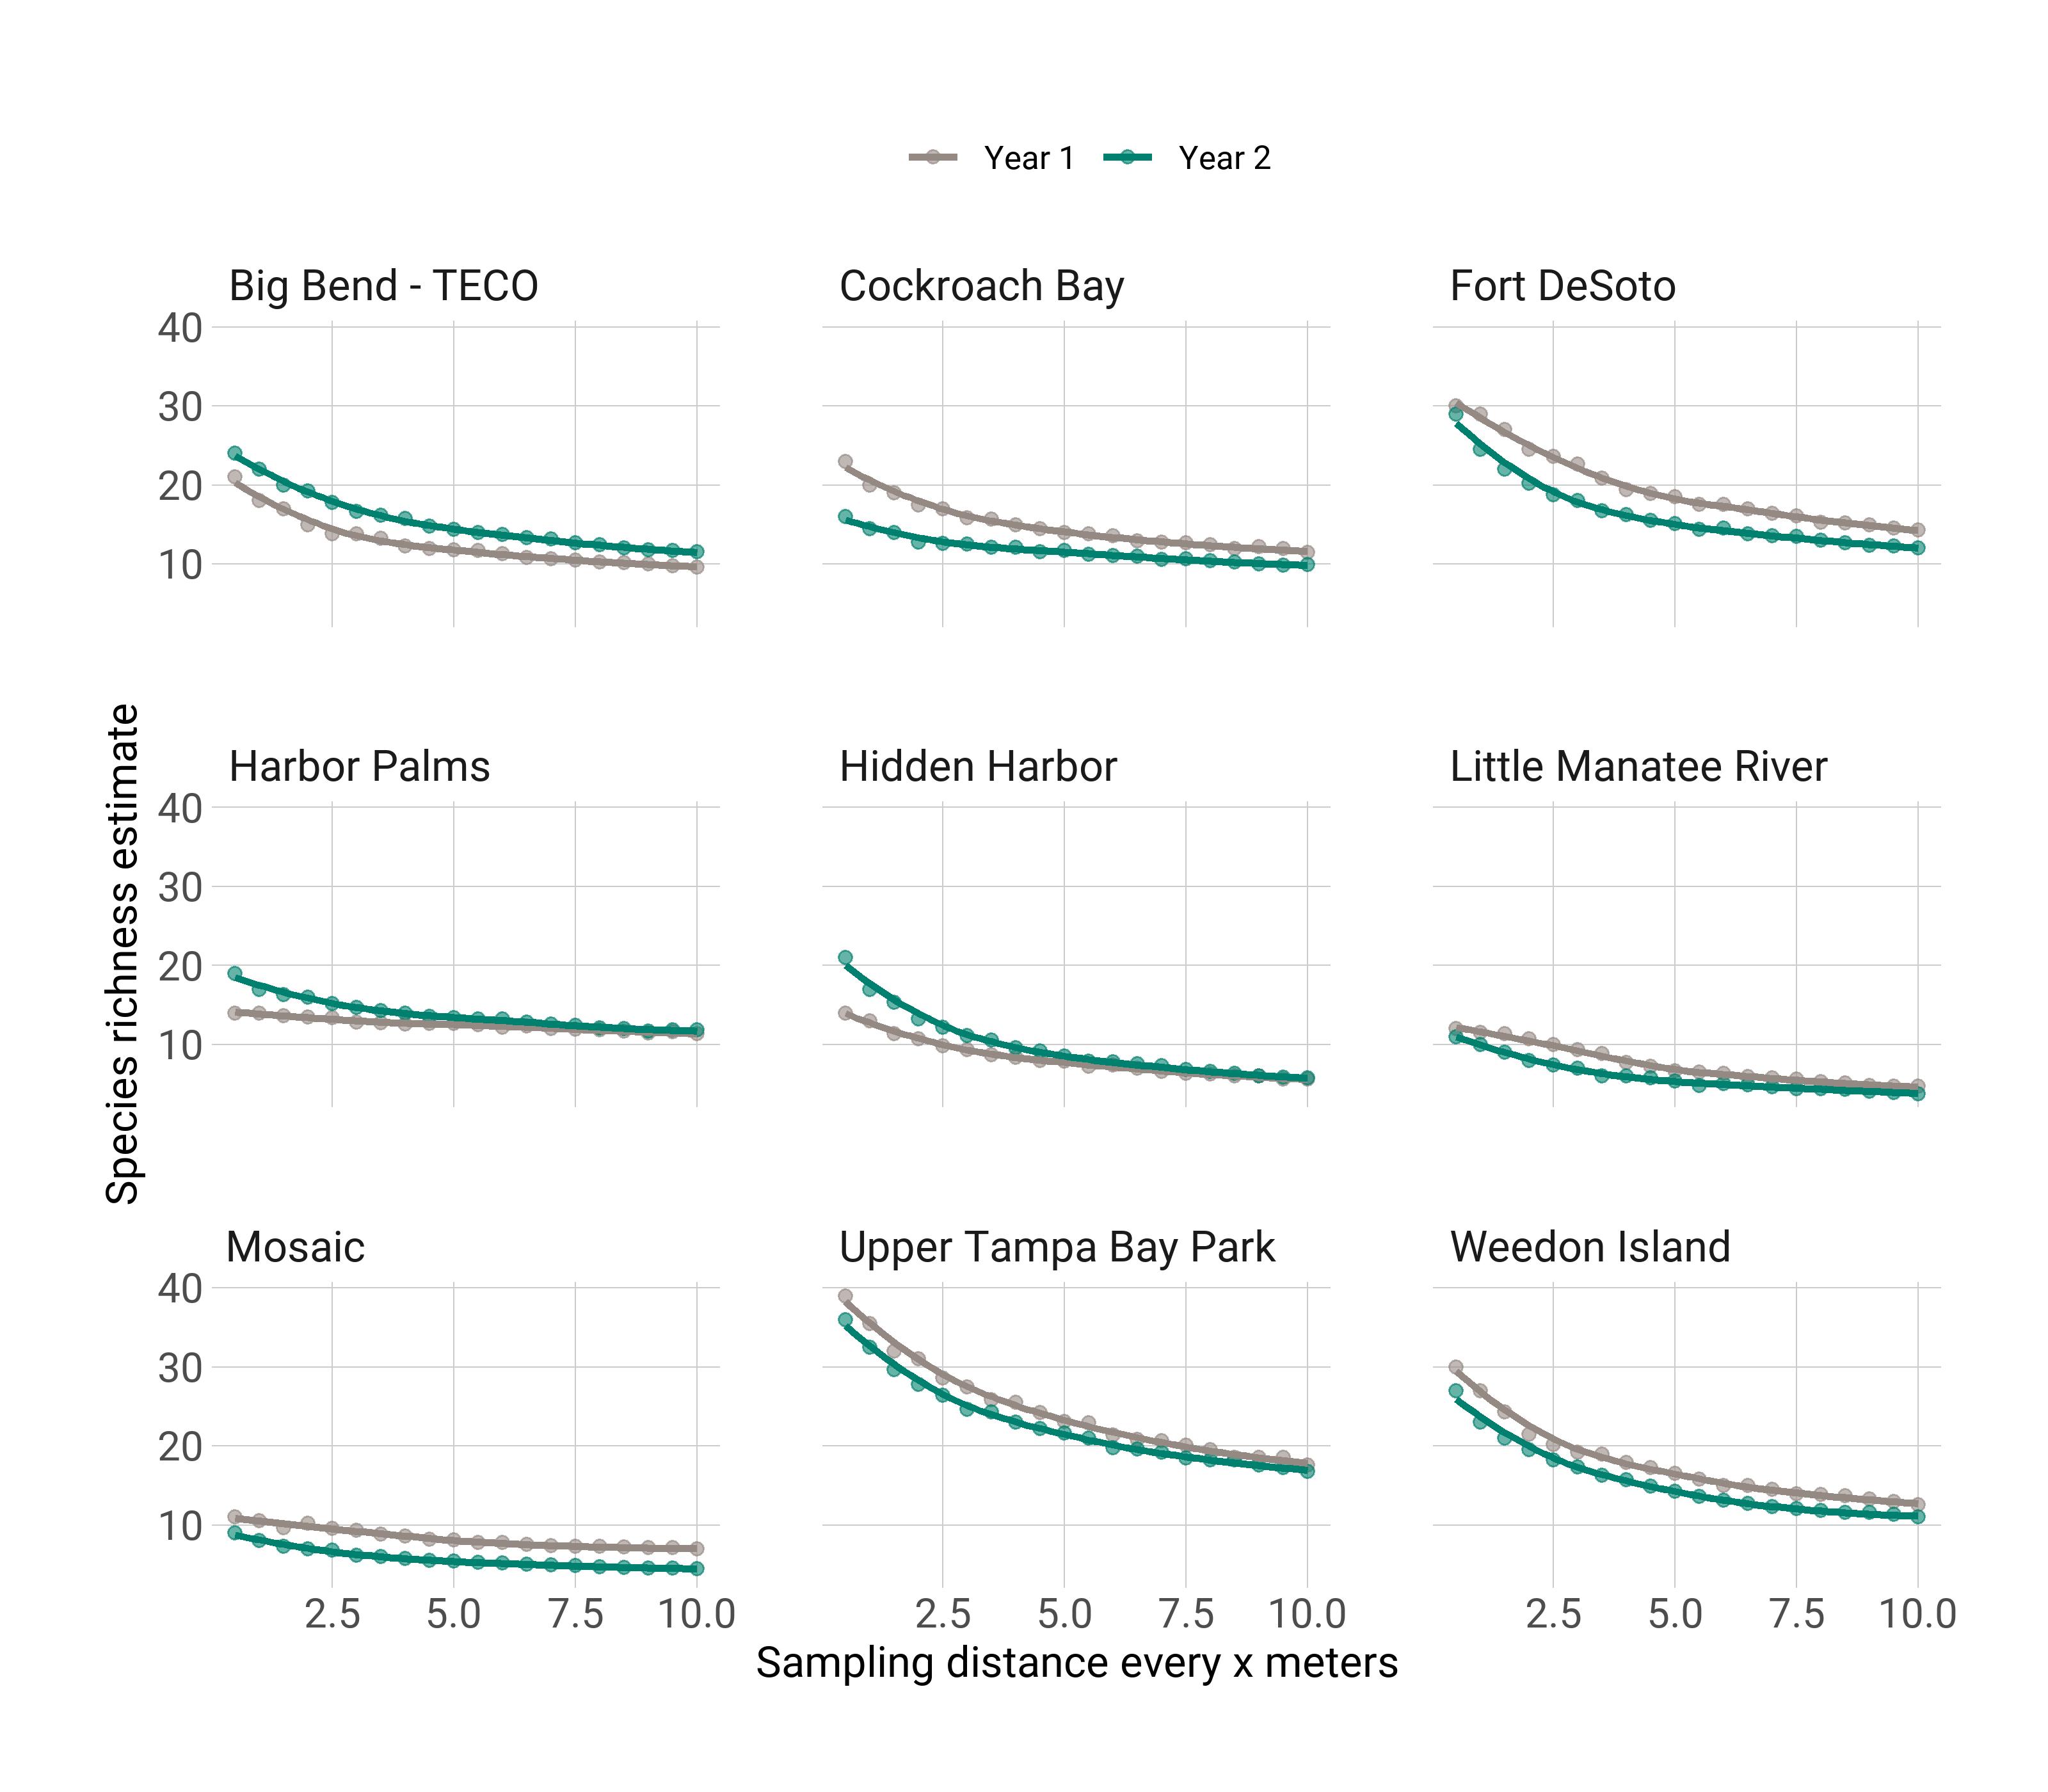 Year 1 Year 2
Big Bend - TECO Cockroach Bay Fort DeSoto
40
30
20
10
Species richness estimate
Harbor Palms Hidden Harbor Little Manatee River
40
30
20
10
Mosaic Upper Tampa Bay Park Weedon Island
40
30
20
10
2.5 5.0 7.5 10.0 2.5 5.0 7.5 10.0 2.5 5.0 7.5 10.0
Sampling distance every x meters